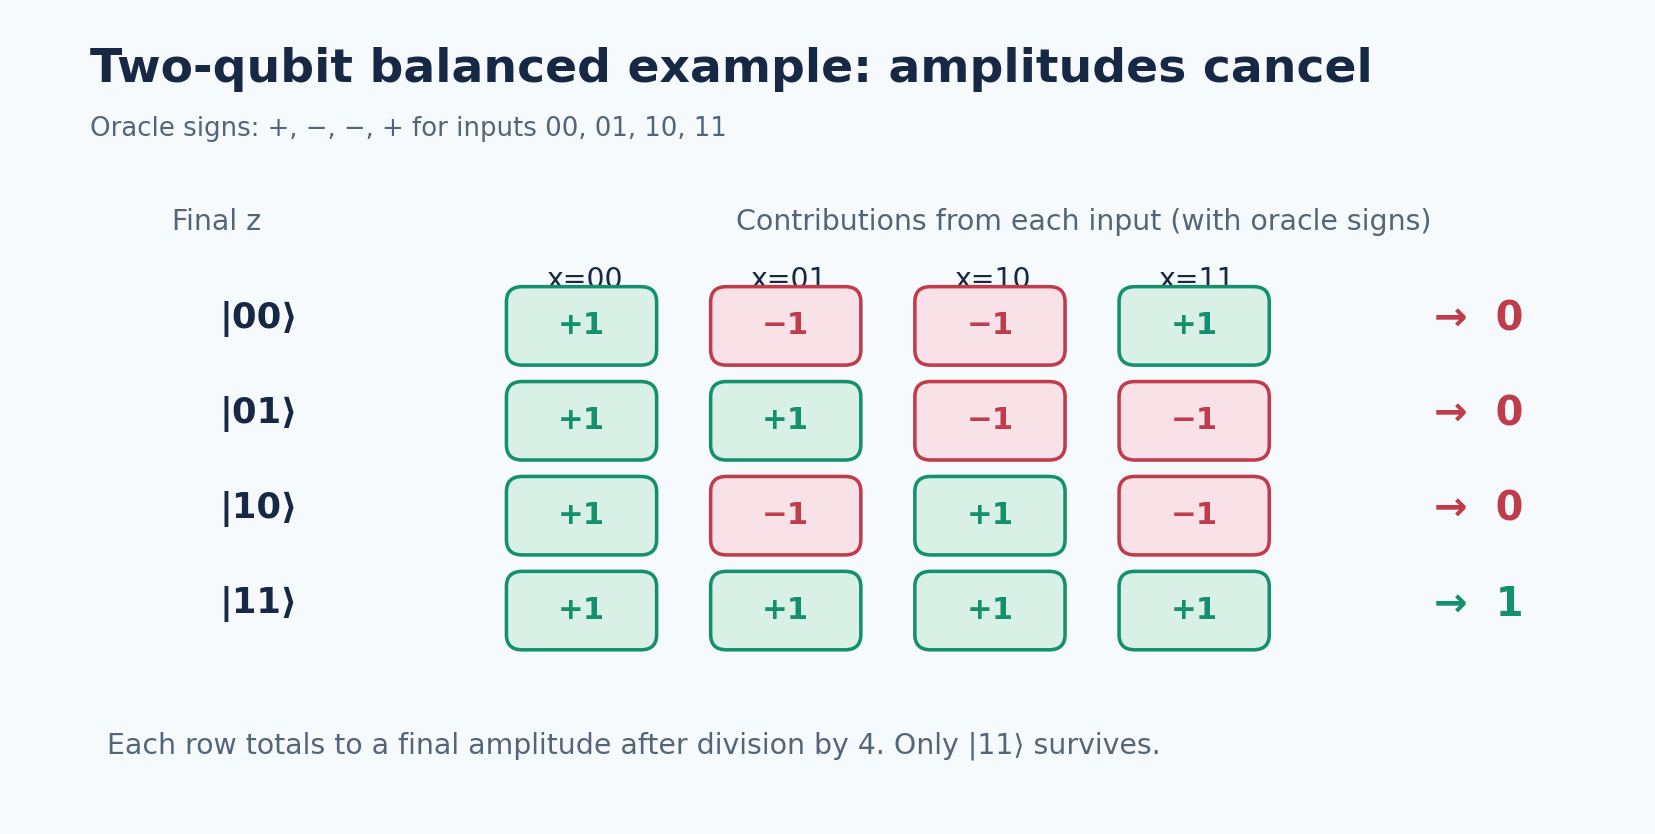 Two-qubit balanced example: amplitudes cancel
Oracle signs: +, −, −, + for inputs 00, 01, 10, 11
Final z Contributions from each input (with oracle signs)
x=00 x=01 x=10 x=11
|00⟩ +1 −1 −1 +1 → 0
|01⟩ +1 +1 −1 −1 → 0
|10⟩ +1 −1 +1 −1 → 0
|11⟩ +1 +1 +1 +1 → 1
Each row totals to a final amplitude after division by 4. Only |11⟩ survives.